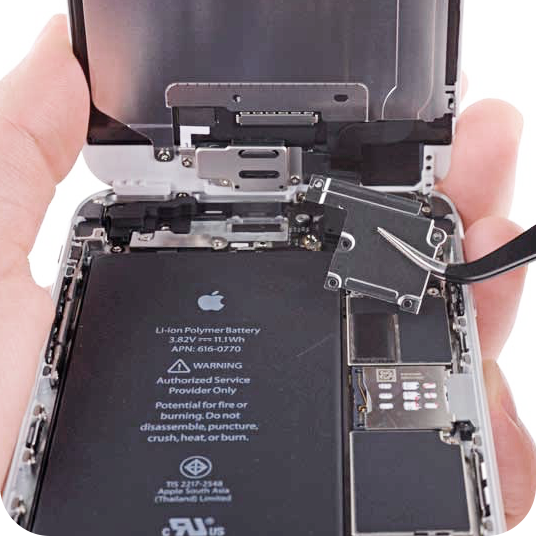 Li-ion Polymer Battery
3.82V ⎓ 11.1Wh
APN: 616-0770
WARNING
Authorized Service
Provider Only
Potential for fire or
burning. Do not
disassemble, puncture,
crush, heat, or burn.
TIS 2217-2548
Apple South Asia
(Thailand) Limited
c RU US